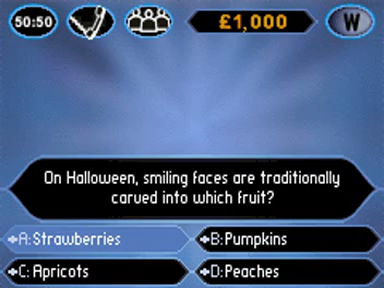 50:50 £1,000 W
On Halloween, smiling faces are traditionally
carved into which fruit?
A:Strawberries B:Pumpkins
C:Apricots D:Peaches